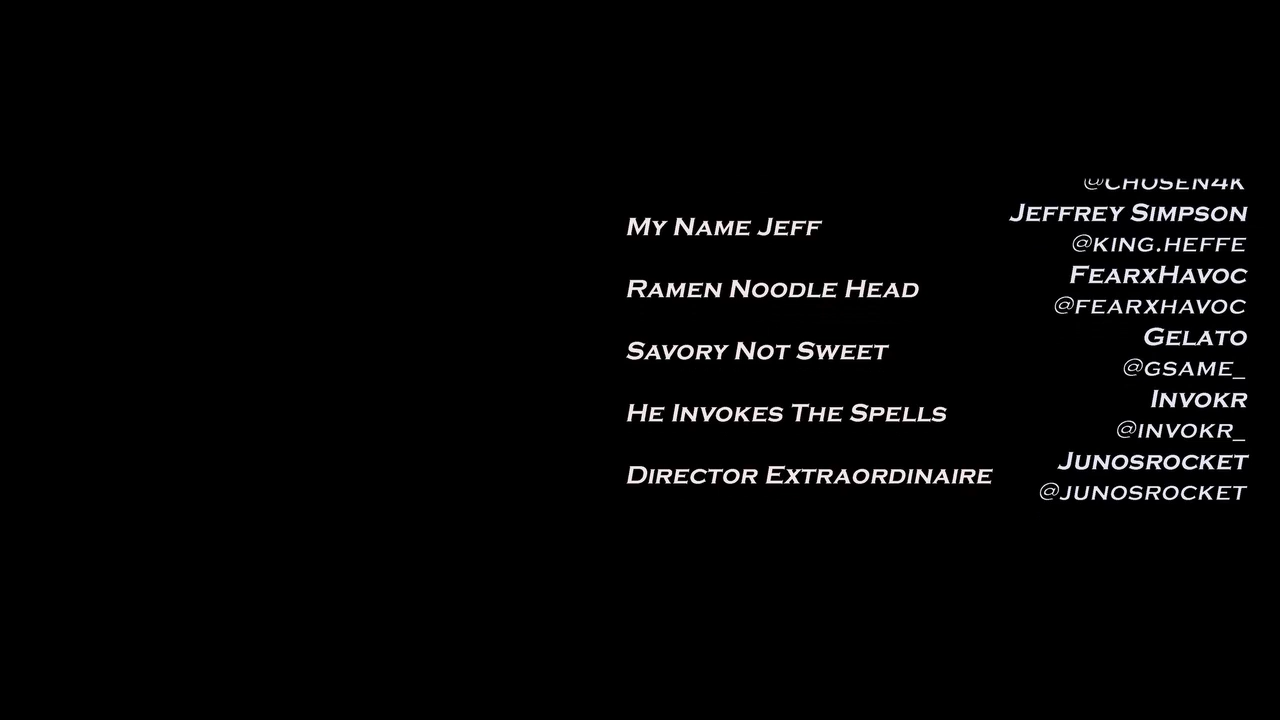 @CHOSEN4K
My Name Jeff Jeffrey Simpson
@KING.HEFFE
Ramen Noodle Head FearxHavoc
@FEARXHAVOC
Savory Not Sweet Gelato
@GSAME_
He Invokes The Spells Invokr
@INVOKR_
Director Extraordinaire Junosrocket
@JUNOSROCKET